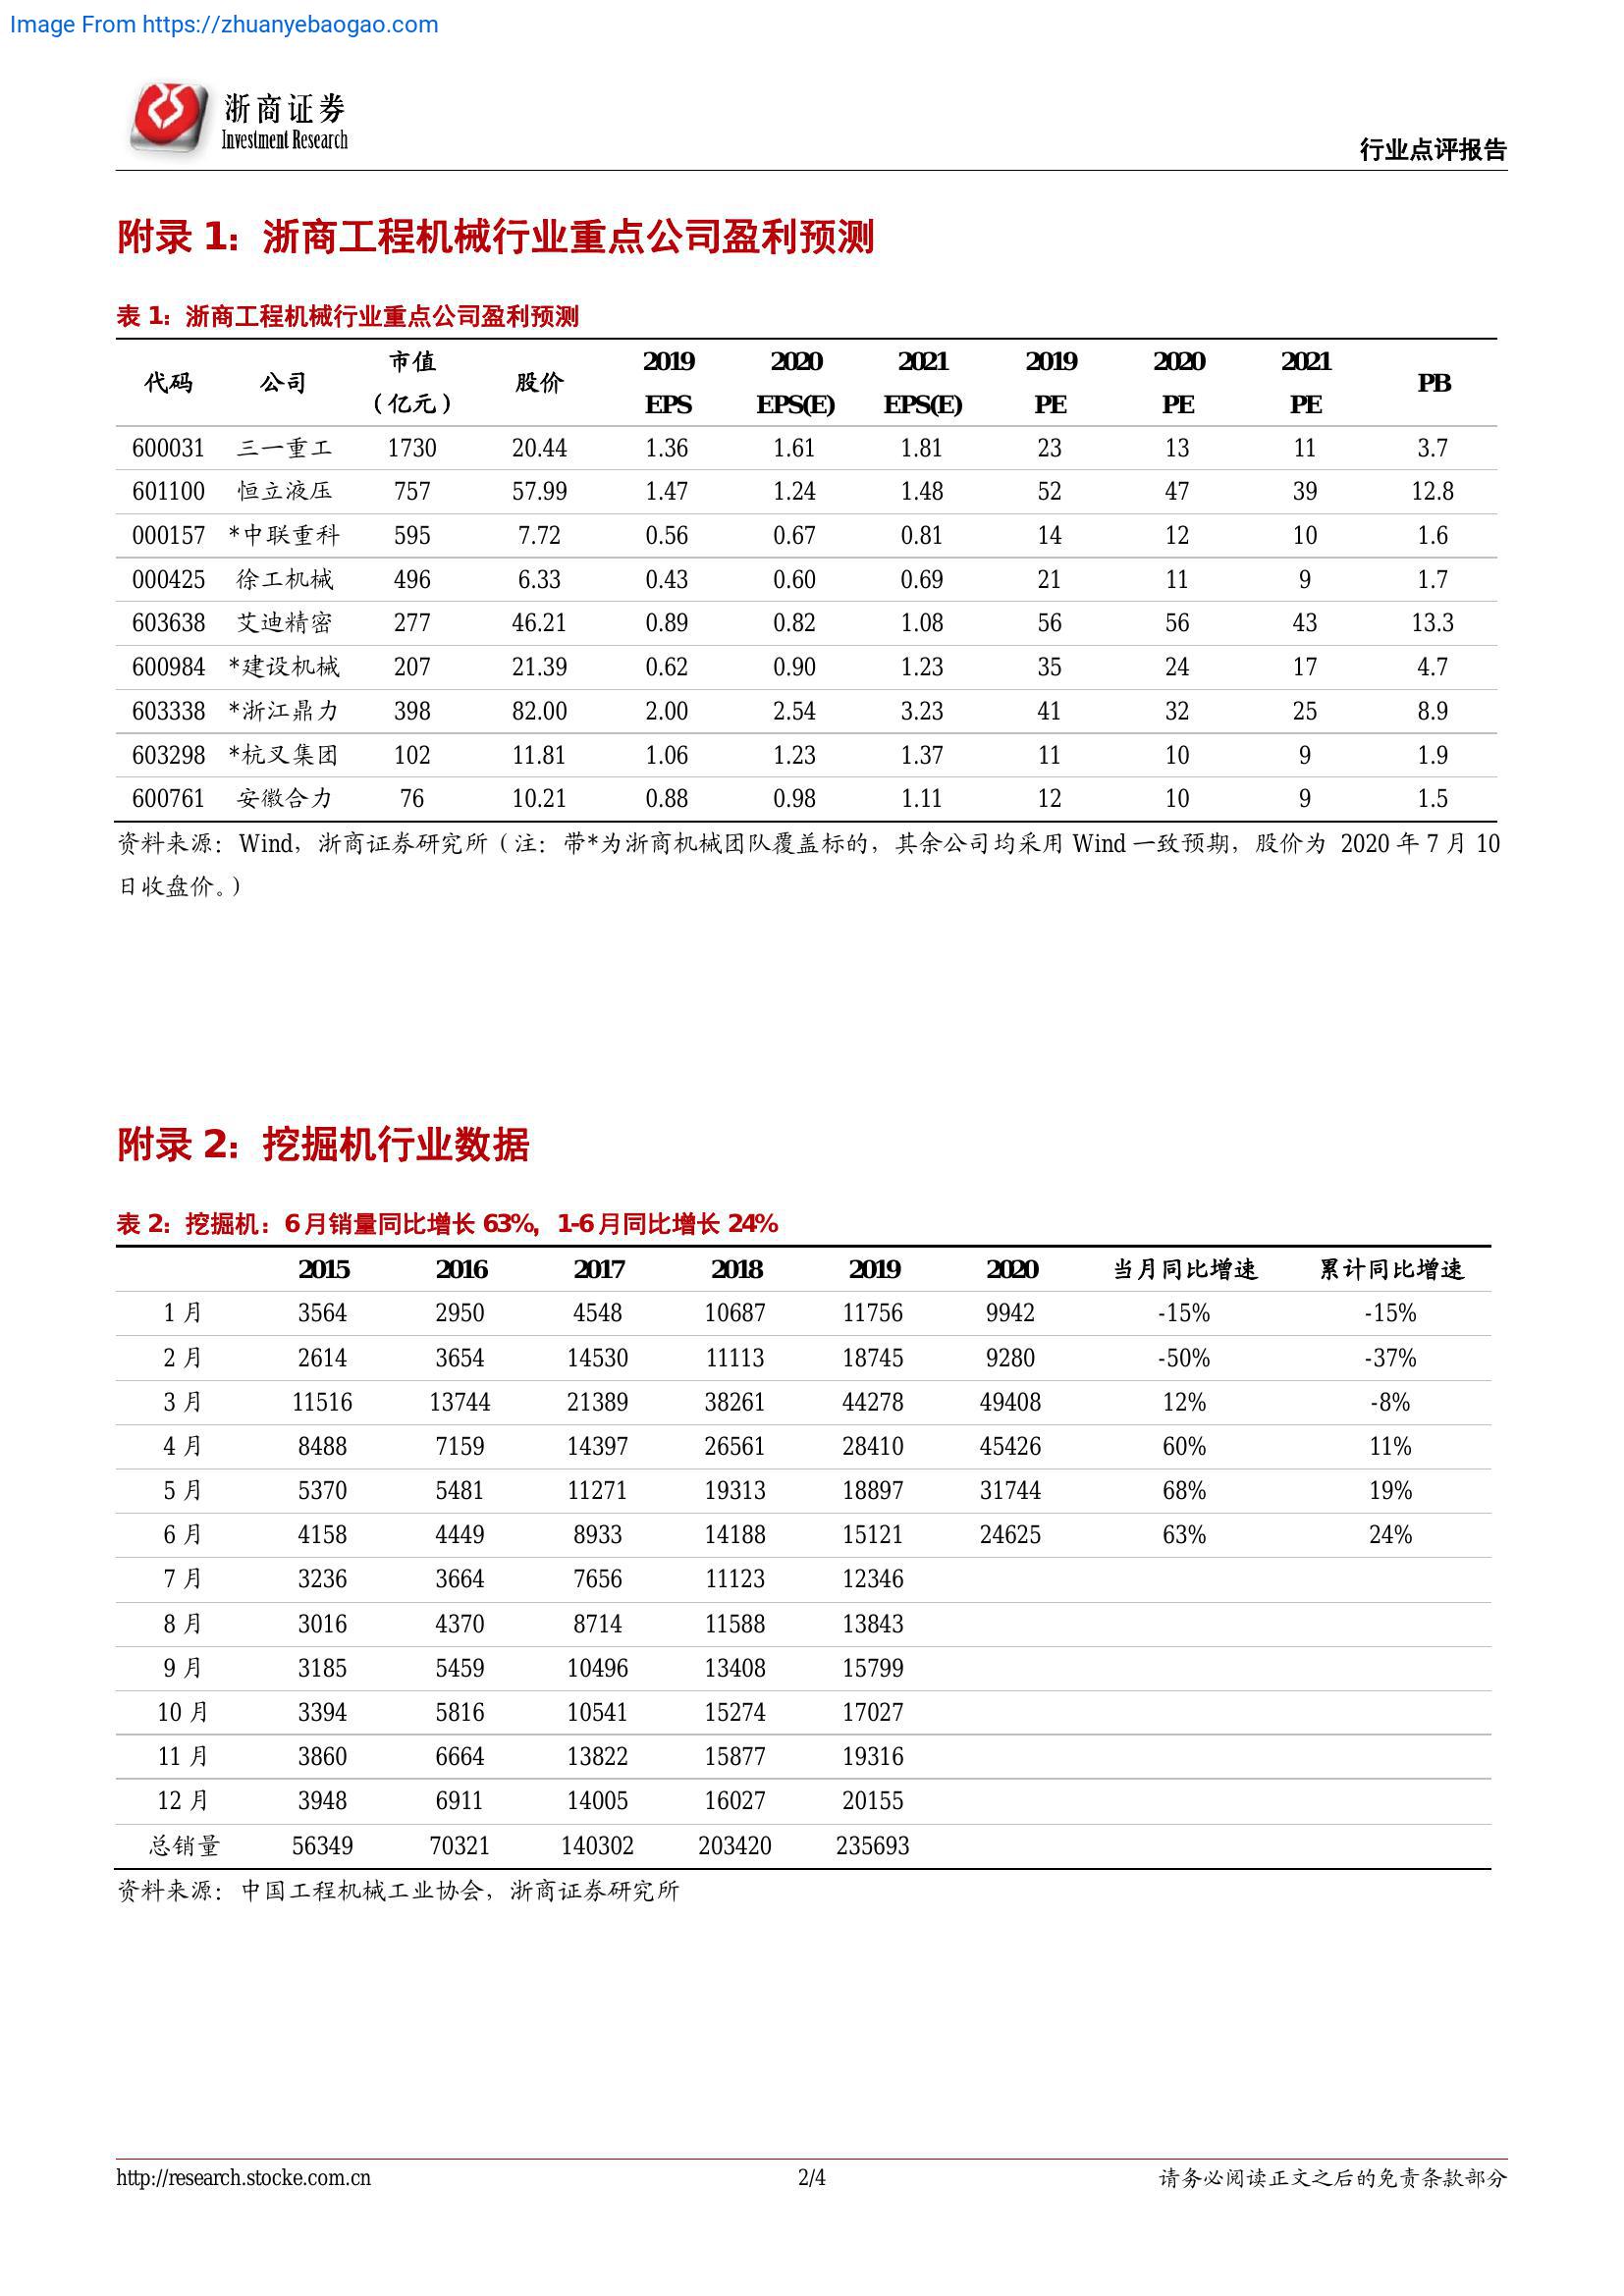 Image From https://zhuanyebaogao.com
浙商证券
Investment Research
行业点评报告
附录 1：浙商工程机械行业重点公司盈利预测
表 1：浙商工程机械行业重点公司盈利预测
代码 公司 市值（亿元） 股价 2019 EPS 2020 EPS(E) 2021 EPS(E) 2019 PE 2020 PE 2021 PE PB
600031 三一重工 1730 20.44 1.36 1.61 1.81 23 13 11 3.7
601100 恒立液压 757 57.99 1.47 1.24 1.48 52 47 39 12.8
000157 *中联重科 595 7.72 0.56 0.67 0.81 14 12 10 1.6
000425 徐工机械 496 6.33 0.43 0.60 0.69 21 11 9 1.7
603638 艾迪精密 277 46.21 0.89 0.82 1.08 56 56 43 13.3
600984 *建设机械 207 21.39 0.62 0.90 1.23 35 24 17 4.7
603338 *浙江鼎力 398 82.00 2.00 2.54 3.23 41 32 25 8.9
603298 *杭叉集团 102 11.81 1.06 1.23 1.37 11 10 9 1.9
600761 安徽合力 76 10.21 0.88 0.98 1.11 12 10 9 1.5
资料来源：Wind，浙商证券研究所（注：带*为浙商机械团队覆盖标的，其余公司均采用 Wind 一致预期，股价为 2020 年 7 月 10
日收盘价。）
附录 2：挖掘机行业数据
表 2：挖掘机：6 月销量同比增长 63%，1-6 月同比增长 24%
2015 2016 2017 2018 2019 2020 当月同比增速 累计同比增速
1 月 3564 2950 4548 10687 11756 9942 -15% -15%
2 月 2614 3654 14530 11113 18745 9280 -50% -37%
3 月 11516 13744 21389 38261 44278 49408 12% -8%
4 月 8488 7159 14397 26561 28410 45426 60% 11%
5 月 5370 5481 11271 19313 18897 31744 68% 19%
6 月 4158 4449 8933 14188 15121 24625 63% 24%
7 月 3236 3664 7656 11123 12346
8 月 3016 4370 8714 11588 13843
9 月 3185 5459 10496 13408 15799
10 月 3394 5816 10541 15274 17027
11 月 3860 6664 13822 15877 19316
12 月 3948 6911 14005 16027 20155
总销量 56349 70321 140302 203420 235693
资料来源：中国工程机械工业协会，浙商证券研究所
http://research.stocke.com.cn 2/4 请务必阅读正文之后的免责条款部分